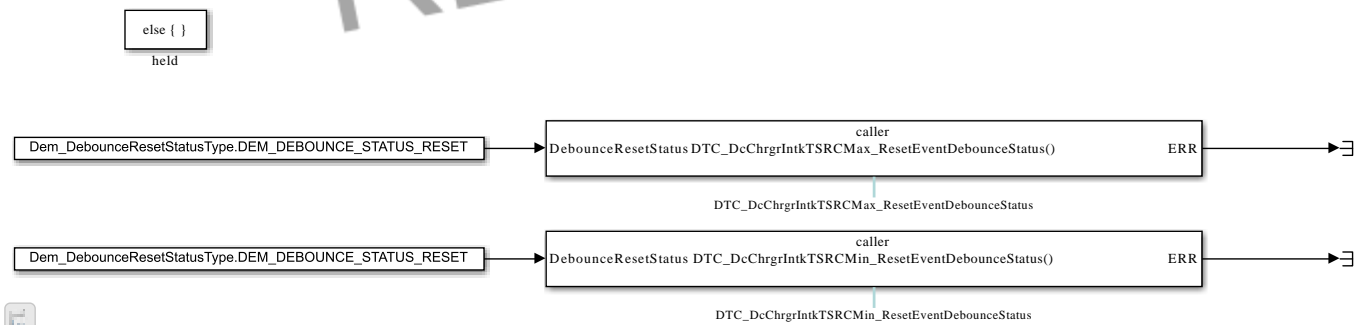 else { }
held
Dem_DebounceResetStatusType.DEM_DEBOUNCE_STATUS_RESET
caller
DebounceResetStatus DTC_DcChrgrIntkTSRCMax_ResetEventDebounceStatus() ERR
DTC_DcChrgrIntkTSRCMax_ResetEventDebounceStatus
Dem_DebounceResetStatusType.DEM_DEBOUNCE_STATUS_RESET
caller
DebounceResetStatus DTC_DcChrgrIntkTSRCMin_ResetEventDebounceStatus() ERR
DTC_DcChrgrIntkTSRCMin_ResetEventDebounceStatus